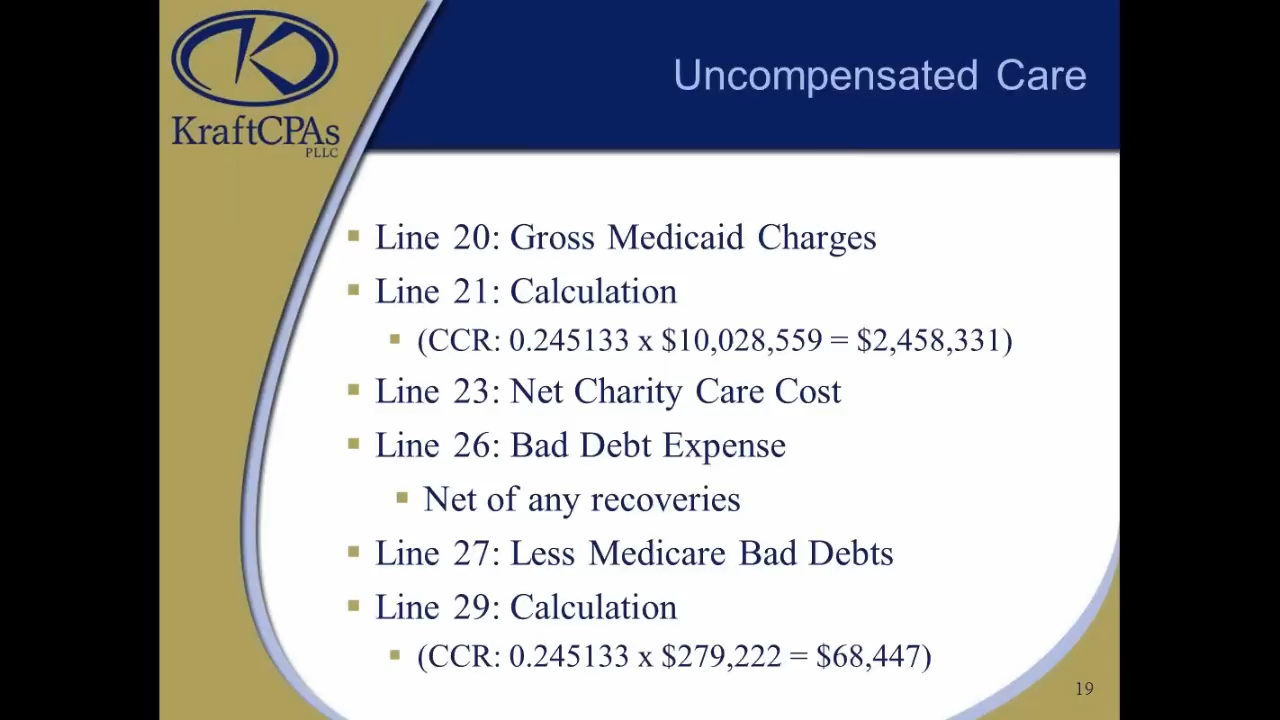 KraftCPAs
PLLC
Uncompensated Care
Line 20: Gross Medicaid Charges
Line 21: Calculation
(CCR: 0.245133 x $10,028,559 = $2,458,331)
Line 23: Net Charity Care Cost
Line 26: Bad Debt Expense
Net of any recoveries
Line 27: Less Medicare Bad Debts
Line 29: Calculation
(CCR: 0.245133 x $279,222 = $68,447)
19